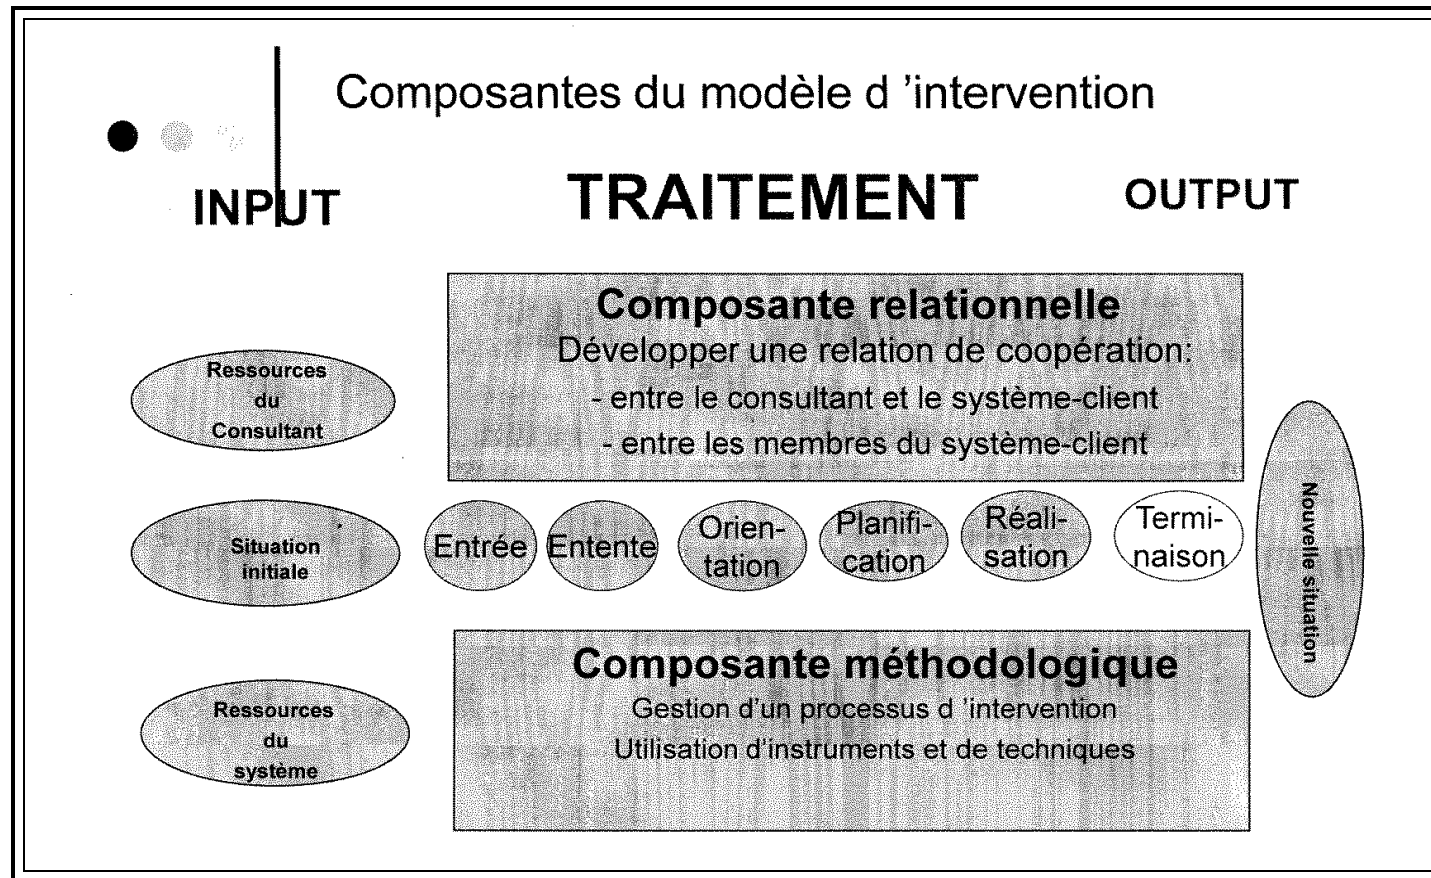 Composantes du modèle d ’intervention
INPUT
TRAITEMENT
OUTPUT
Composante relationnelle
Développer une relation de coopération:
- entre le consultant et le système-client
- entre les membres du système-client
Ressources
du
Consultant
Situation
initiale
Ressources
du
système
Entrée
Entente
Orien-
tation
Planifi-
cation
Réali-
sation
Termi-
naison
Nouvelle situation
Composante méthodologique
Gestion d’un processus d ’intervention
Utilisation d’instruments et de techniques